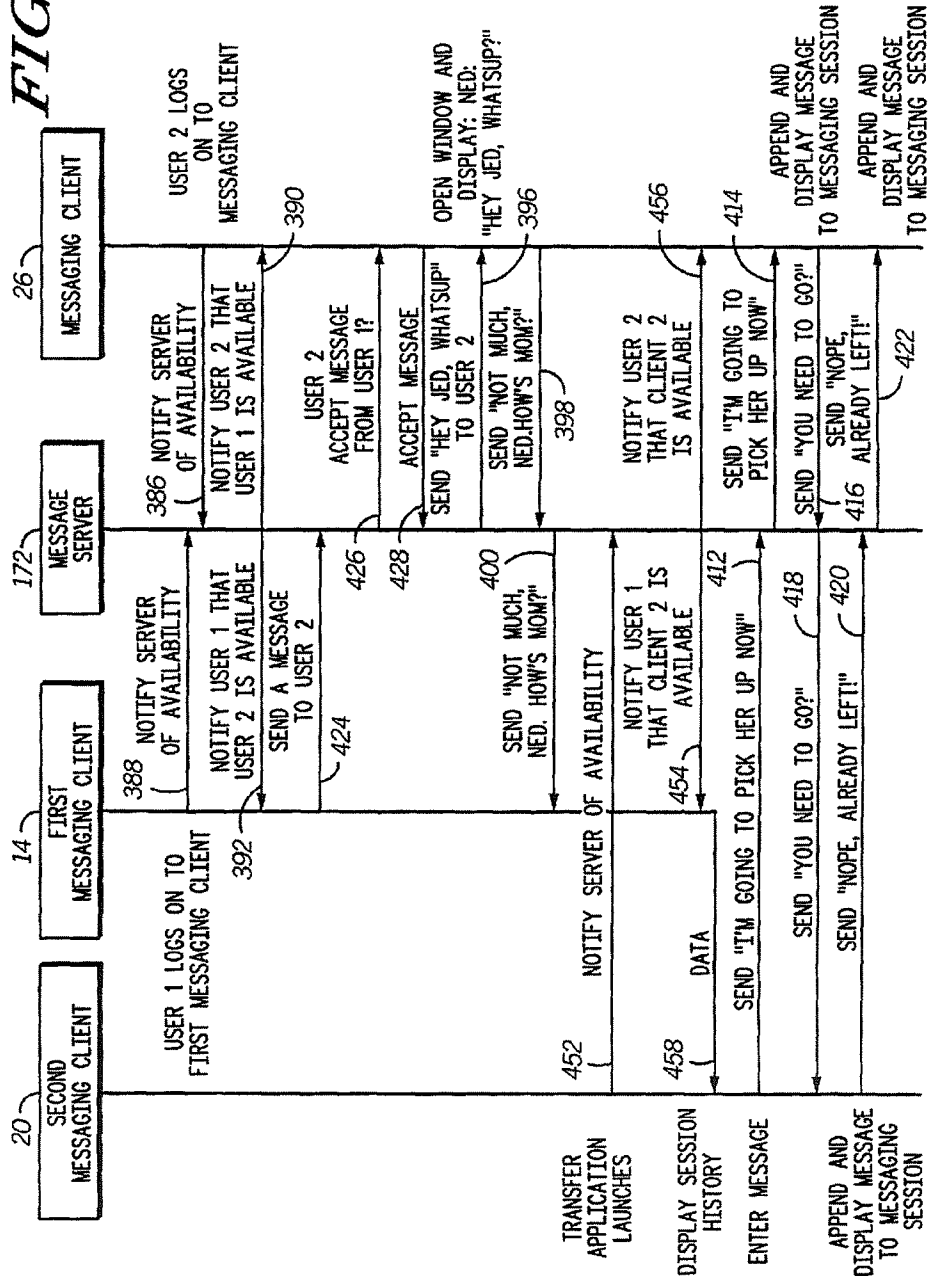 FIG
20
SECOND
MESSAGING CLIENT
14
FIRST
MESSAGING CLIENT
172
MESSAGE
SERVER
26
MESSAGING CLIENT
USER 2 LOGS
ON TO
MESSAGING CLIENT
386
NOTIFY SERVER
OF AVAILABILITY
388
NOTIFY SERVER
OF AVAILABILITY
USER 1 LOGS ON TO
FIRST MESSAGING CLIENT
NOTIFY USER 2 THAT
USER 1 IS AVAILABLE
390
NOTIFY USER 1 THAT
USER 2 IS AVAILABLE
392
SEND A MESSAGE
TO USER 2
424
USER 2
ACCEPT MESSAGE
FROM USER 1?
426
ACCEPT MESSAGE
428
SEND "HEY JED, WHATSUP"
TO USER 2
OPEN WINDOW AND
DISPLAY: NED:
"HEY JED, WHATSUP?"
396
SEND "NOT MUCH,
NED.HOW'S MOM?"
398
400
SEND "NOT MUCH,
NED. HOW'S MOM?"
TRANSFER
APPLICATION
LAUNCHES
452
NOTIFY SERVER OF AVAILABILITY
NOTIFY USER 1
THAT CLIENT 2 IS
AVAILABLE
454
NOTIFY USER 2
THAT CLIENT 2
IS AVAILABLE
456
DISPLAY SESSION
HISTORY
458
DATA
ENTER MESSAGE
SEND "I'M GOING TO PICK HER UP NOW"
412
SEND "I'M GOING TO
PICK HER UP NOW"
414
APPEND AND
DISPLAY MESSAGE
TO MESSAGING SESSION
SEND "YOU NEED TO GO?"
416
SEND "YOU NEED TO GO?"
418
APPEND AND
DISPLAY MESSAGE
TO MESSAGING
SESSION
SEND "NOPE, ALREADY LEFT!"
420
SEND "NOPE,
ALREADY LEFT!"
422
APPEND AND
DISPLAY MESSAGE
TO MESSAGING SESSION